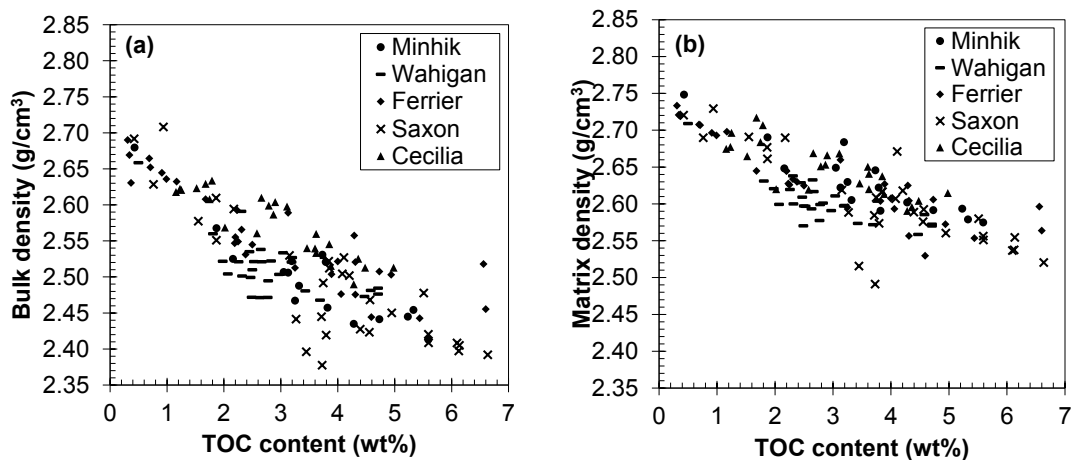 (a)
Minhik
Wahigan
Ferrier
Saxon
Cecilia
2.85
2.80
2.75
2.70
2.65
2.60
2.55
2.50
2.45
2.40
2.35
Bulk density (g/cm³)
0 1 2 3 4 5 6 7
TOC content (wt%)
(b)
Minhik
Wahigan
Ferrier
Saxon
Cecilia
2.85
2.80
2.75
2.70
2.65
2.60
2.55
2.50
2.45
2.40
2.35
Matrix density (g/cm³)
0 1 2 3 4 5 6 7
TOC content (wt%)